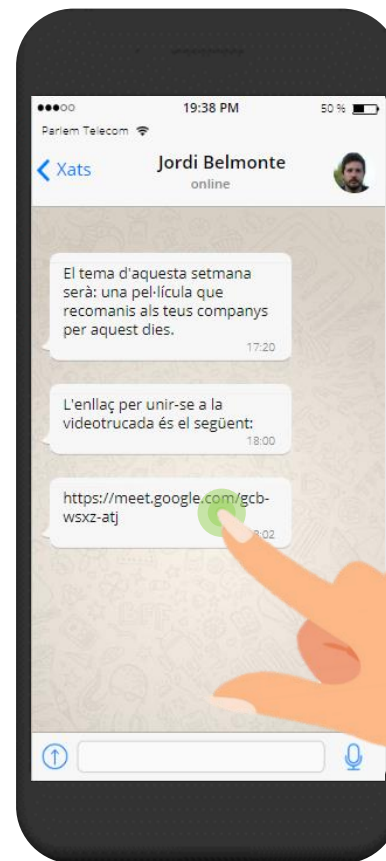 19:38 PM
50 %
Parlem Telecom
Xats
Jordi Belmonte
online
El tema d'aquesta setmana
serà: una pel·lícula que
recomanis als teus companys
per aquest dies.
17:20
L'enllaç per unir-se a la
videotrucada és el següent:
18:00
https://meet.google.com/gcb-
wsxz-atj